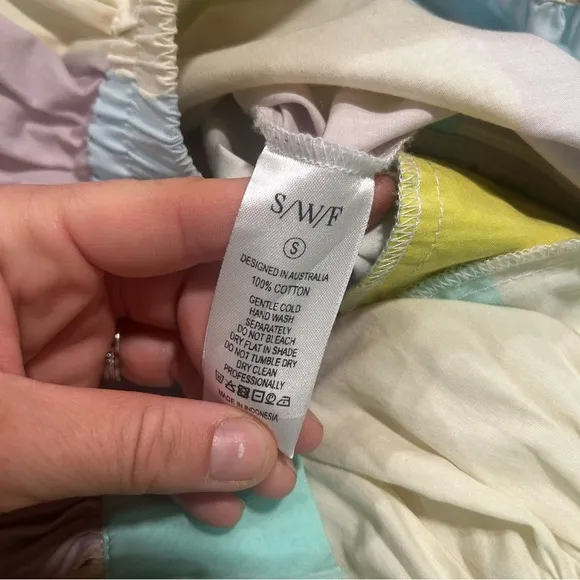 S/W/F
S
DESIGNED IN AUSTRALIA
100% COTTON
GENTLE COLD
HAND WASH
SEPARATELY
DO NOT BLEACH
DRY FLAT IN SHADE
DO NOT TUMBLE DRY
DRY CLEAN
PROFESSIONALLY
MADE IN INDONESIA